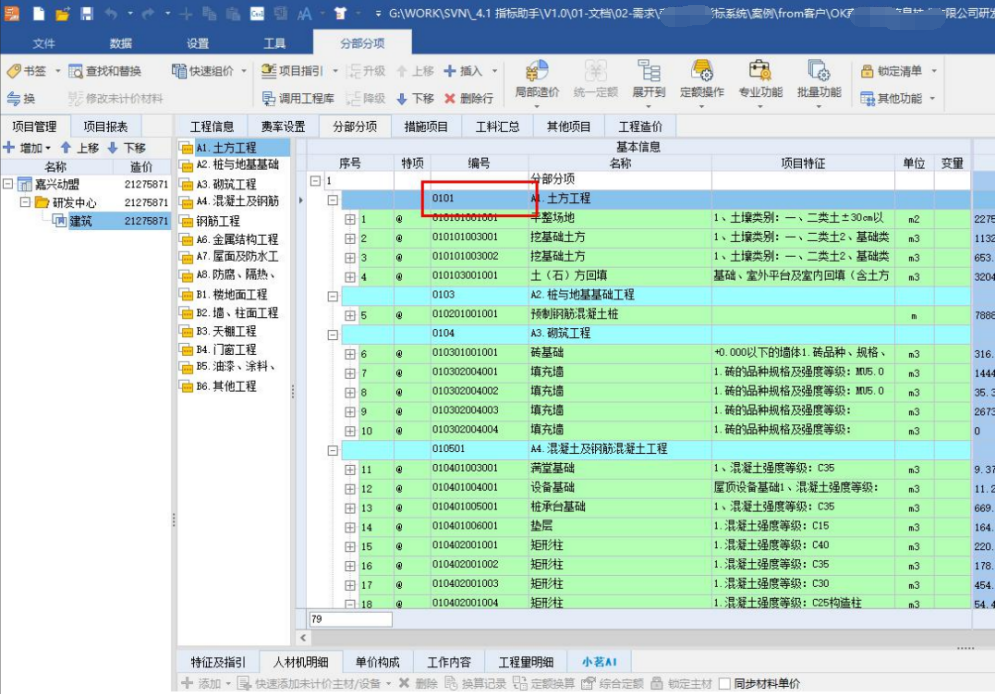 G:\WORK\SVN\_4.1 指标助手\V1.0\01-文档\02-需求\ 标系统\案例\from客户\OK 限公司研发
文件 数据 设置 工具 分部分项
书签 查找和替换 快速组价 项目指引 升级 上移 插入 锁定清单
换 修改未计价材料 调用工程库 降级 下移 删除行 局部造价 统一定额 展开到 定额操作 专业功能 批量功能 其他功能
项目管理 项目报表 工程信息 费率设置 分部分项 措施项目 工料汇总 其他项目 工程造价
增加 上移 下移
名称 造价
嘉兴动盟 21275871
研发中心 21275871
建筑 21275871
A1.土方工程
A2.桩与地基基础
A3.砌筑工程
A4.混凝土及钢筋
钢筋工程
A6.金属结构工程
A7.屋面及防水工
A8.防腐、隔热、
B1.楼地面工程
B2.墙、柱面工程
B3.天棚工程
B4.门窗工程
B5.油漆、涂料、
B6.其他工程
基本信息
序号 特项 编号 名称 项目特征 单位 变量
1 分部分项
0101 A1.土方工程
1 @ 010101001001 平整场地 1、土壤类别: 一、二类土±30cm以 m2 2275
2 @ 010101003001 挖基础土方 1、土壤类别: 一、二类土2、基础类 m3 1132
3 @ 010101003002 挖基础土方 1、土壤类别: 一、二类土2、基础类 m3 653.
4 @ 010103001001 土（石）方回填 基础、室外平台及室内回填（含土方 m3 3204
0103 A2.桩与地基基础工程
5 @ 010201001001 预制钢筋混凝土桩 m 7886
0104 A3.砌筑工程
6 @ 010301001001 砖基础 +0.000以下的墙体1.砖品种、规格、 m3 316.
7 @ 010302004001 填充墙 1.砖的品种规格及强度等级: MU5.0 m3 1444
8 @ 010302004002 填充墙 1.砖的品种规格及强度等级: MU5.0 m3 35.3
9 @ 010302004003 填充墙 1.砖的品种规格及强度等级: m3 2673
10 @ 010302004004 填充墙 1.砖的品种规格及强度等级: m3 0
010501 A4.混凝土及钢筋混凝土工程
11 @ 010401003001 满堂基础 1、混凝土强度等级: C35 m3 9.37
12 @ 010401004001 设备基础 屋顶设备基础1、混凝土强度等级: m3 11.2
13 @ 010401005001 桩承台基础 1、混凝土强度等级: C35 m3 669.
14 @ 010401006001 垫层 1.混凝土强度等级: C15 m3 164.
15 @ 010402001001 矩形柱 1.混凝土强度等级: C40 m3 220.
16 @ 010402001002 矩形柱 1.混凝土强度等级: C35 m3 178.
17 @ 010402001003 矩形柱 1.混凝土强度等级: C30 m3 454.
18 @ 010402001004 矩形柱 1.混凝土强度等级: C25构造柱 m3 54.4
79
特征及指引 人材机明细 单价构成 工作内容 工程量明细 小茗AI
添加 快速添加未计价主材/设备 删除 换算记录 定额换算 综合定额 锁定主材 同步材料单价